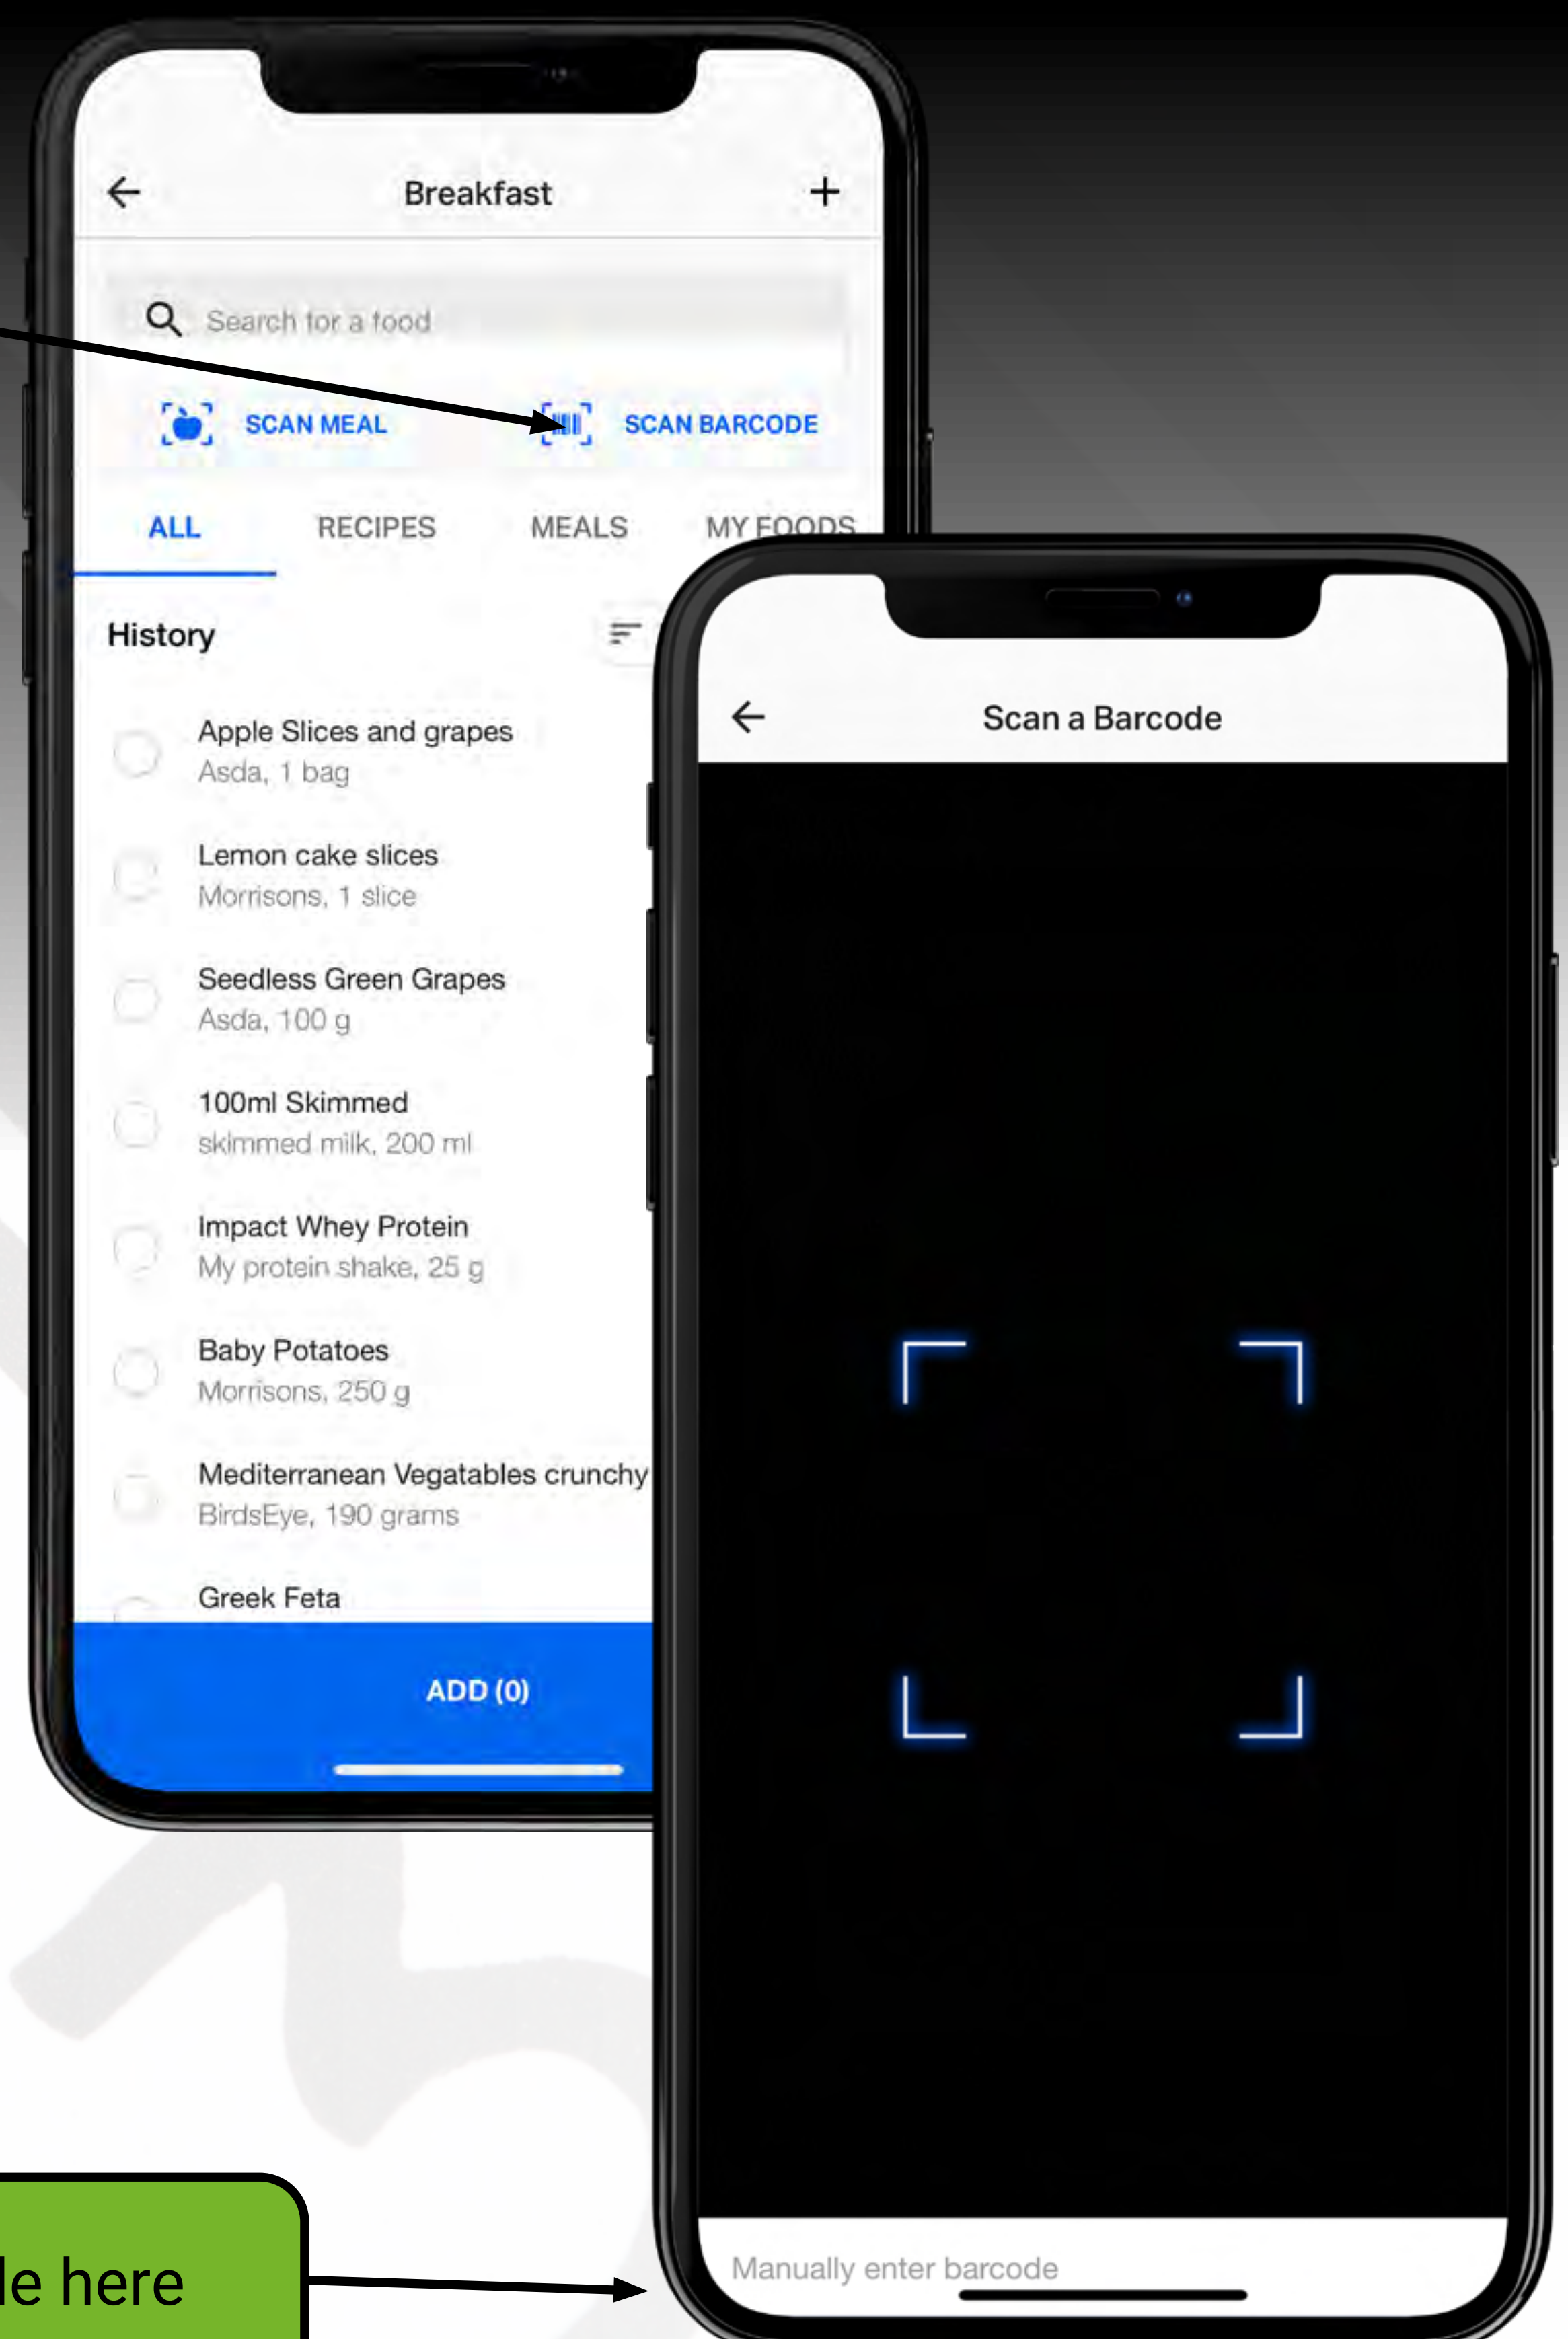 Breakfast
Search for a food
SCAN MEAL SCAN BARCODE
ALL RECIPES MEALS MY FOODS
History
Apple Slices and grapes
Asda, 1 bag
Lemon cake slices
Morrisons, 1 slice
Seedless Green Grapes
Asda, 100 g
100ml Skimmed
skimmed milk, 200 ml
Impact Whey Protein
My protein shake, 25 g
Baby Potatoes
Morrisons, 250 g
Mediterranean Vegatables crunchy
BirdsEye, 190 grams
Greek Feta
ADD (0)
Scan a Barcode
Manually enter barcode
here